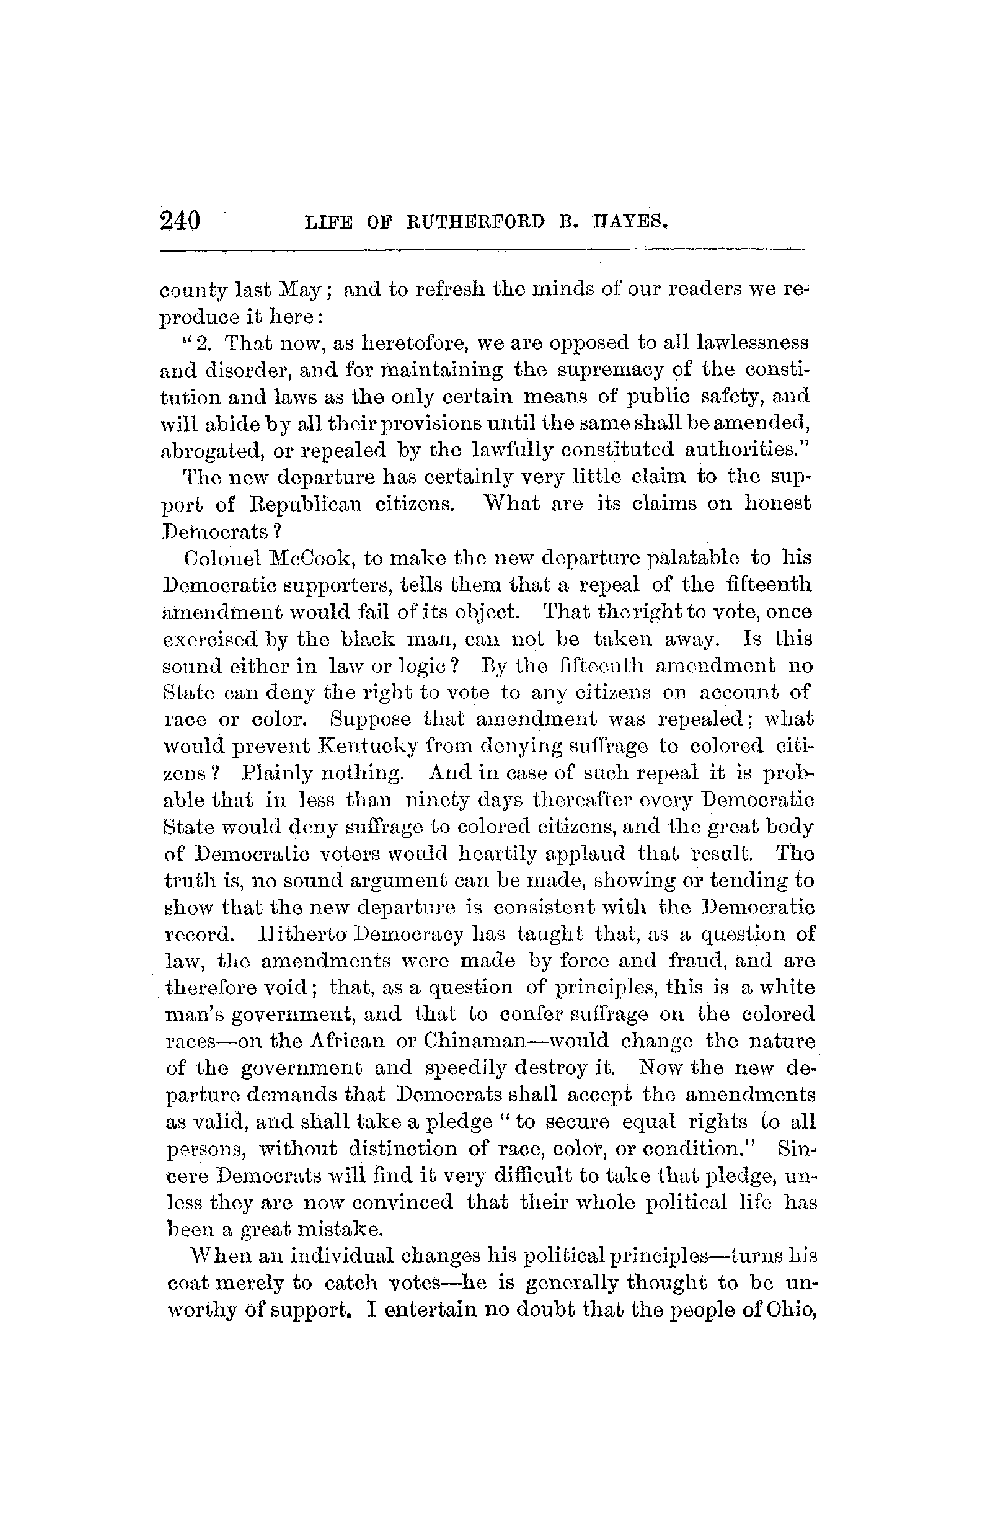 240 LIFE OF RUTHERFORD B. HAYES.
county last May; and to refresh the minds of our readers we re-
produce it here:
"2. That now, as heretofore, we are opposed to all lawlessness
and disorder, and for maintaining the supremacy of the consti-
tution and laws as the only certain means of public safety, and
will abide by all their provisions until the same shall be amended,
abrogated, or repealed by the lawfully constituted authorities."
The new departure has certainly very little claim to the sup-
port of Republican citizens. What are its claims on honest
Democrats?
Colonel McCook, to make the new departure palatable to his
Democratic supporters, tells them that a repeal of the fifteenth
amendment would fail of its object. That the right to vote, once
exercised by the black man, can not be taken away. Is this
sound either in law or logic? By the fifteenth amendment no
State can deny the right to vote to any citizens on account of
race or color. Suppose that amendment was repealed; what
would prevent Kentucky from denying suffrage to colored citi-
zens? Plainly nothing. And in case of such repeal it is prob-
able that in less than ninety days thereafter every Democratic
State would deny suffrage to colored citizens, and the great body
of Democratic voters would heartily applaud that result. The
truth is, no sound argument can be made, showing or tending to
show that the new departure is consistent with the Democratic
record. Hitherto Democracy has taught that, as a question of
law, the amendments were made by force and fraud, and are
therefore void; that, as a question of principles, this is a white
man's government, and that to confer suffrage on the colored
races—on the African or Chinaman—would change the nature
of the government and speedily destroy it. Now the new de-
parture demands that Democrats shall accept the amendments
as valid, and shall take a pledge "to secure equal rights to all
persons, without distinction of race, color, or condition." Sin-
cere Democrats will find it very difficult to take that pledge, un-
less they are now convinced that their whole political life has
been a great mistake.
When an individual changes his political principles—turns his
coat merely to catch votes—he is generally thought to be un-
worthy of support. I entertain no doubt that the people of Ohio,